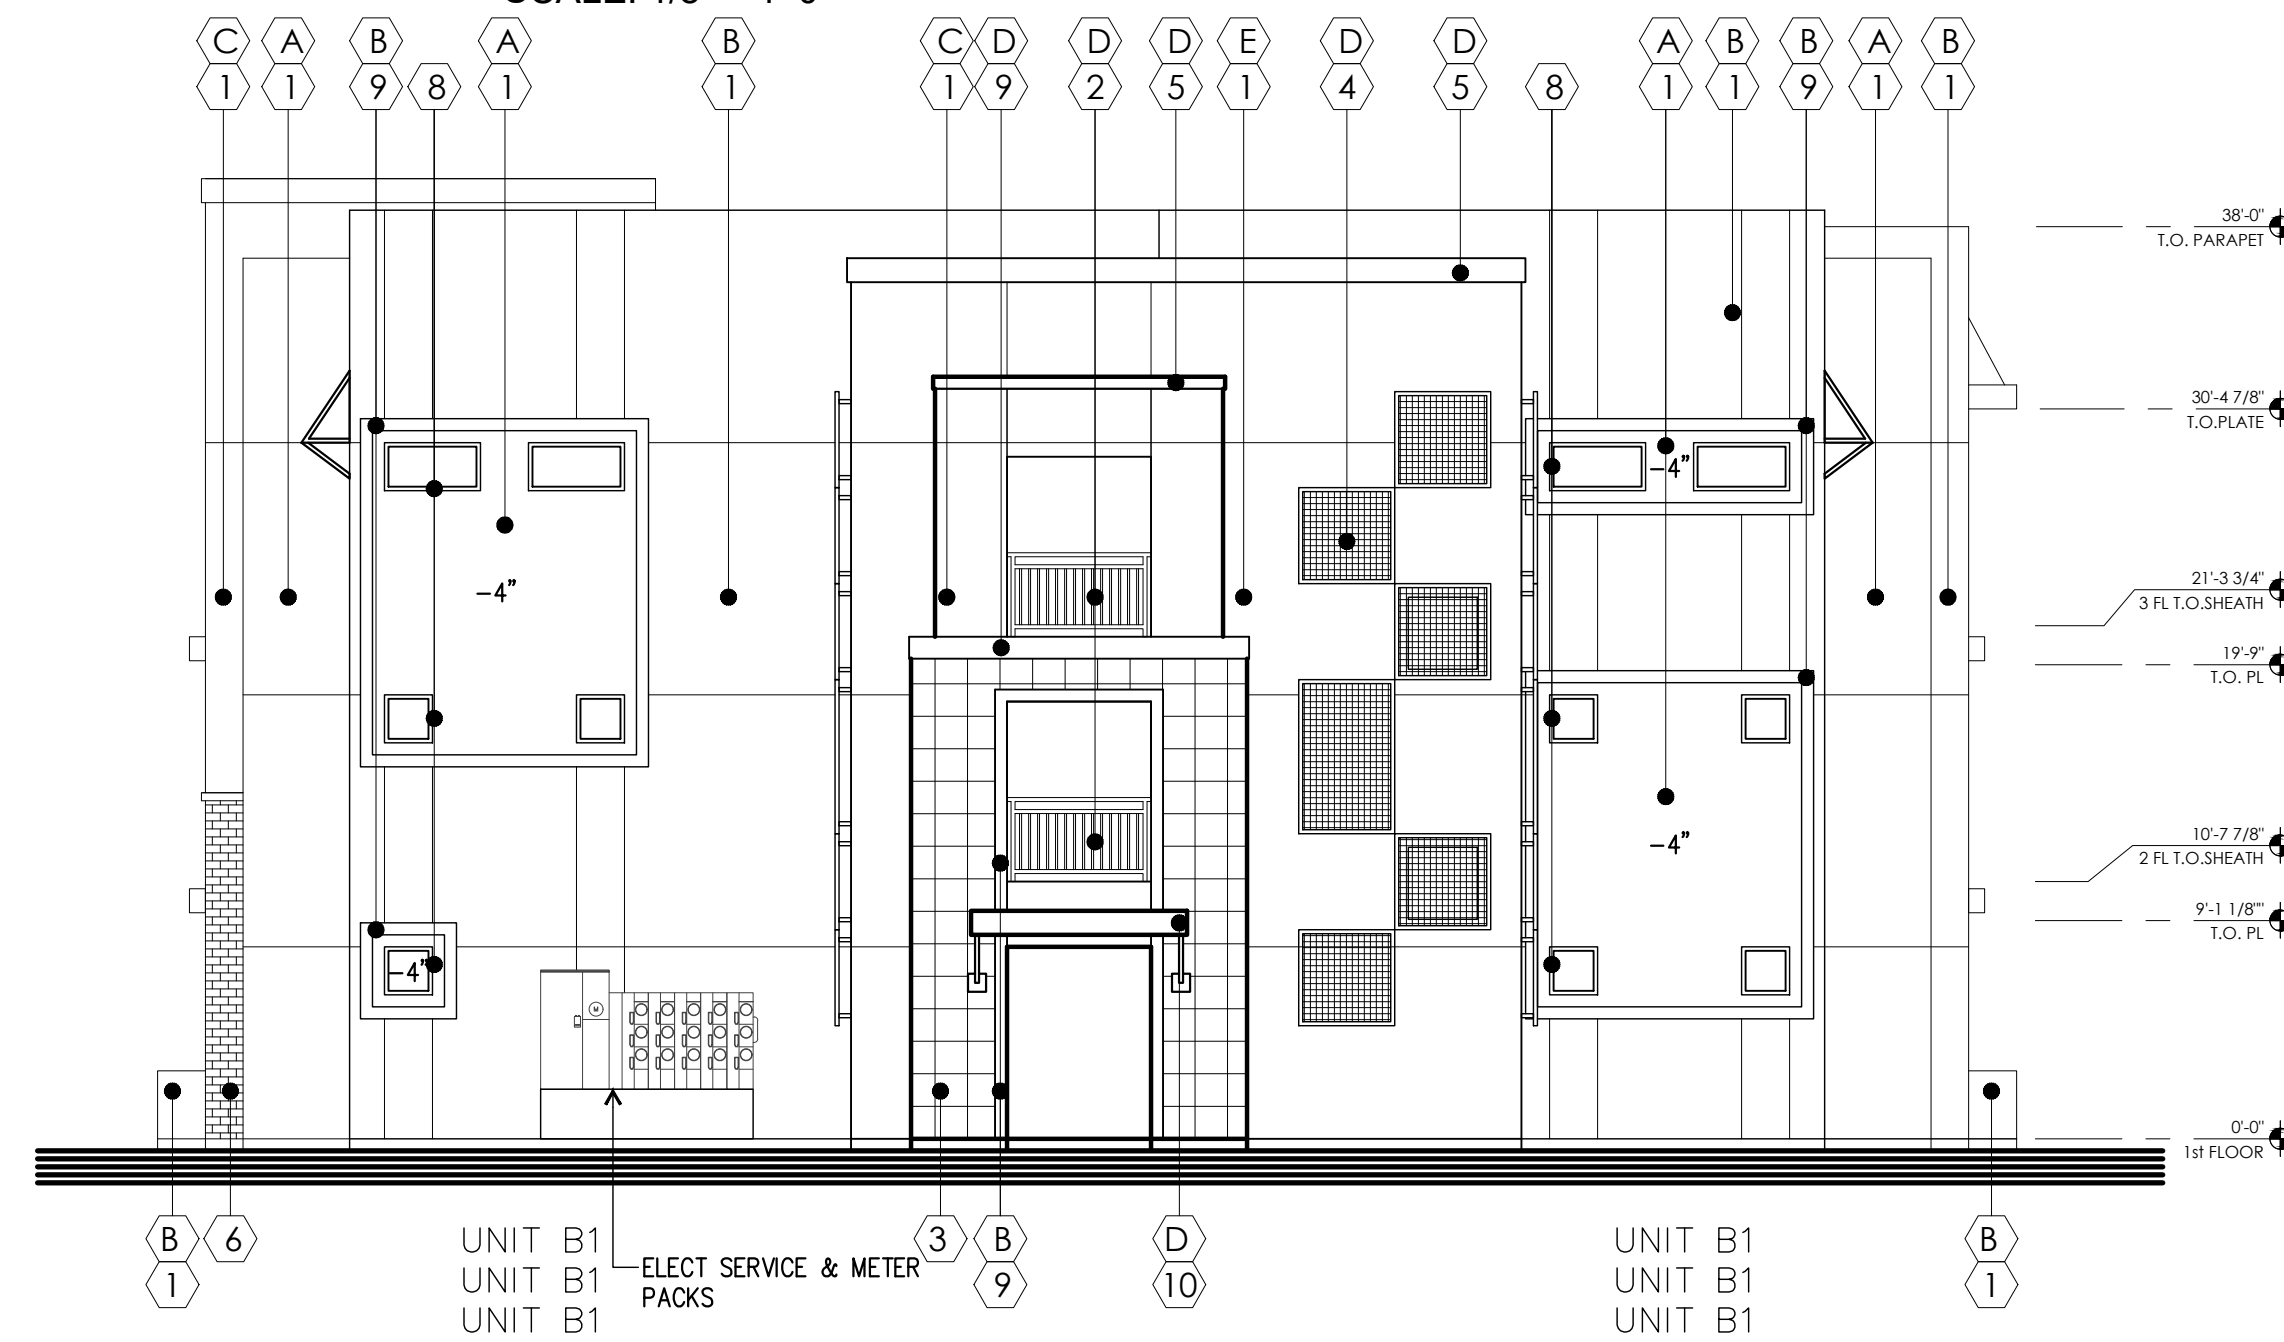 C A B A B C D D D E D D A B B A B
1 1 9 8 1 1 1 9 2 5 1 4 5 8 1 1 9 1 1
38'-0"
T.O. PARAPET
30'-4 7/8"
T.O.PLATE
-4"
-4"
21'-3 3/4"
3 FL T.O.SHEATH
19'-9"
T.O. PL
-4"
10'-7 7/8"
2 FL T.O.SHEATH
9'-1 1/8""
T.O. PL
-4"
M
0'-0"
1st FLOOR
B 6 3 B D B
1 9 10 1
UNIT B1
UNIT B1
UNIT B1
ELECT SERVICE & METER
PACKS
UNIT B1
UNIT B1
UNIT B1